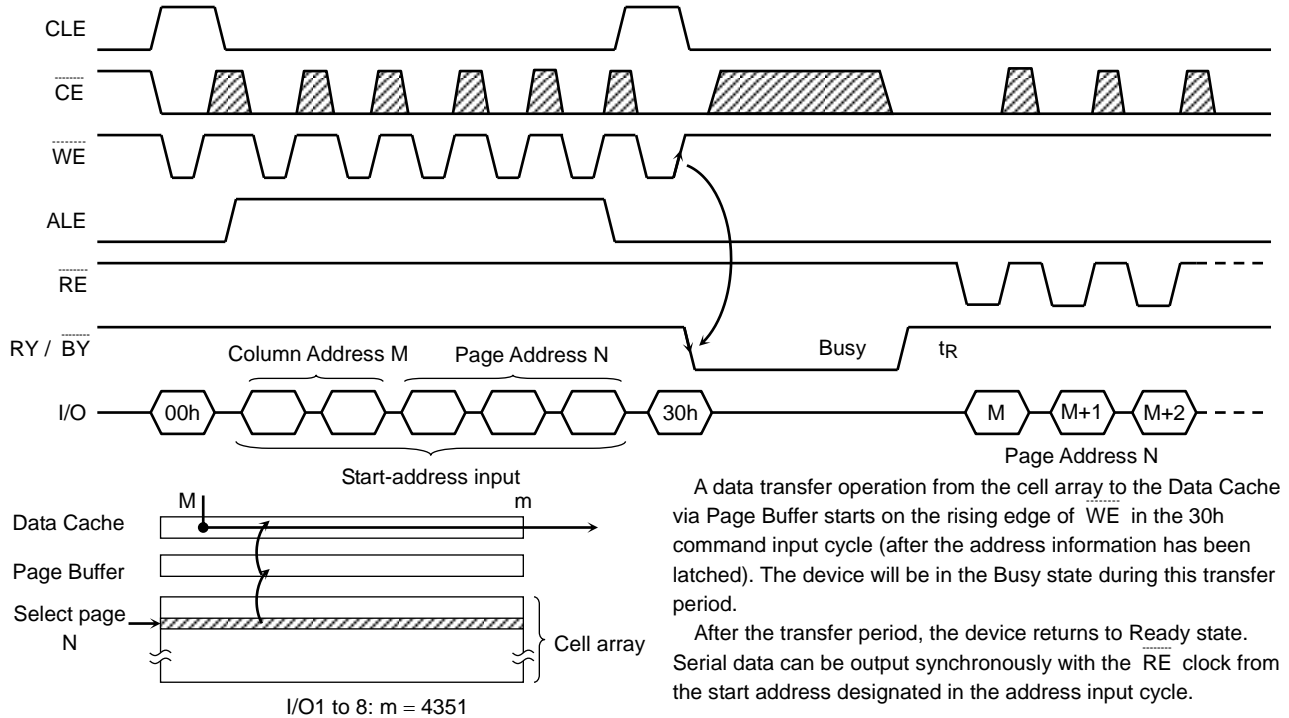 CLE
CE
WE
ALE
RE
RY / BY
Busy
tR
Column Address M
Page Address N
I/O
00h
30h
M
M+1
M+2
Start-address input
Page Address N
M
m
Data Cache
Page Buffer
Select page
N
Cell array
I/O1 to 8: m = 4351
A data transfer operation from the cell array to the Data Cache
via Page Buffer starts on the rising edge of WE in the 30h
command input cycle (after the address information has been
latched). The device will be in the Busy state during this transfer
period.
After the transfer period, the device returns to Ready state.
Serial data can be output synchronously with the RE clock from
the start address designated in the address input cycle.